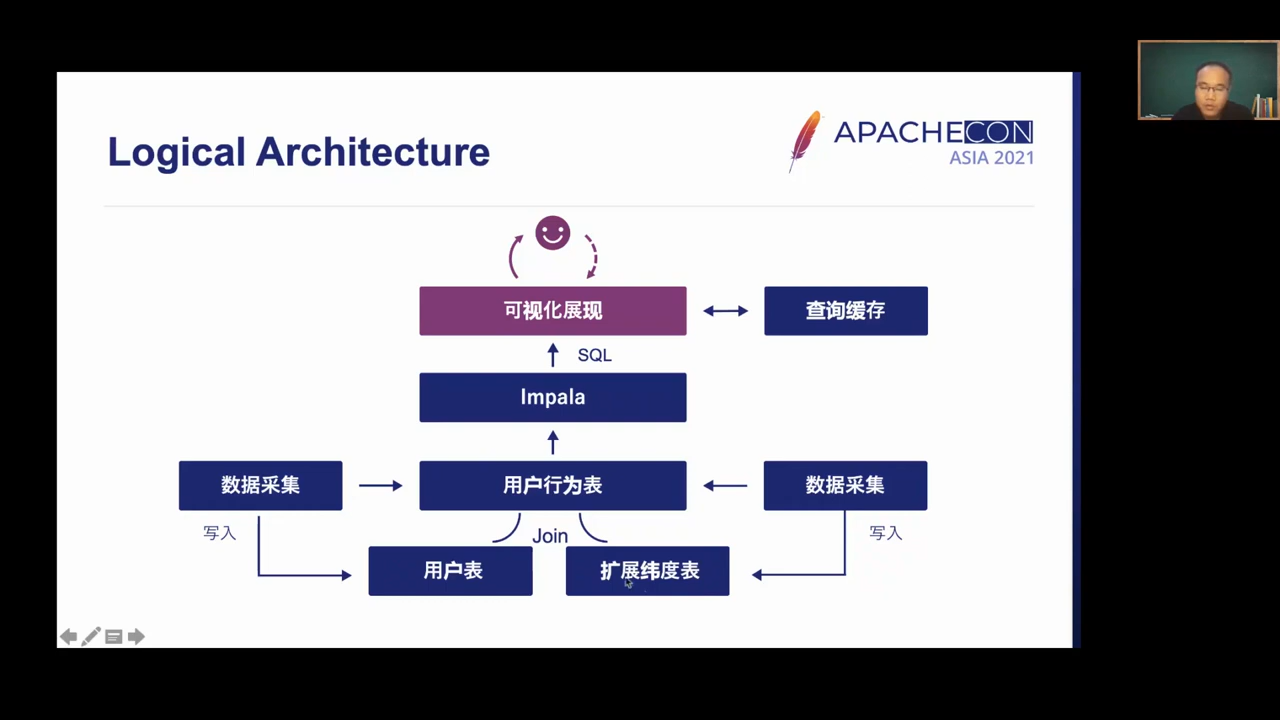 Logical Architecture
APACHECON
ASIA 2021
可视化展现
查询缓存
SQL
Impala
数据采集
用户行为表
数据采集
写入
Join
写入
用户表
扩展纬度表